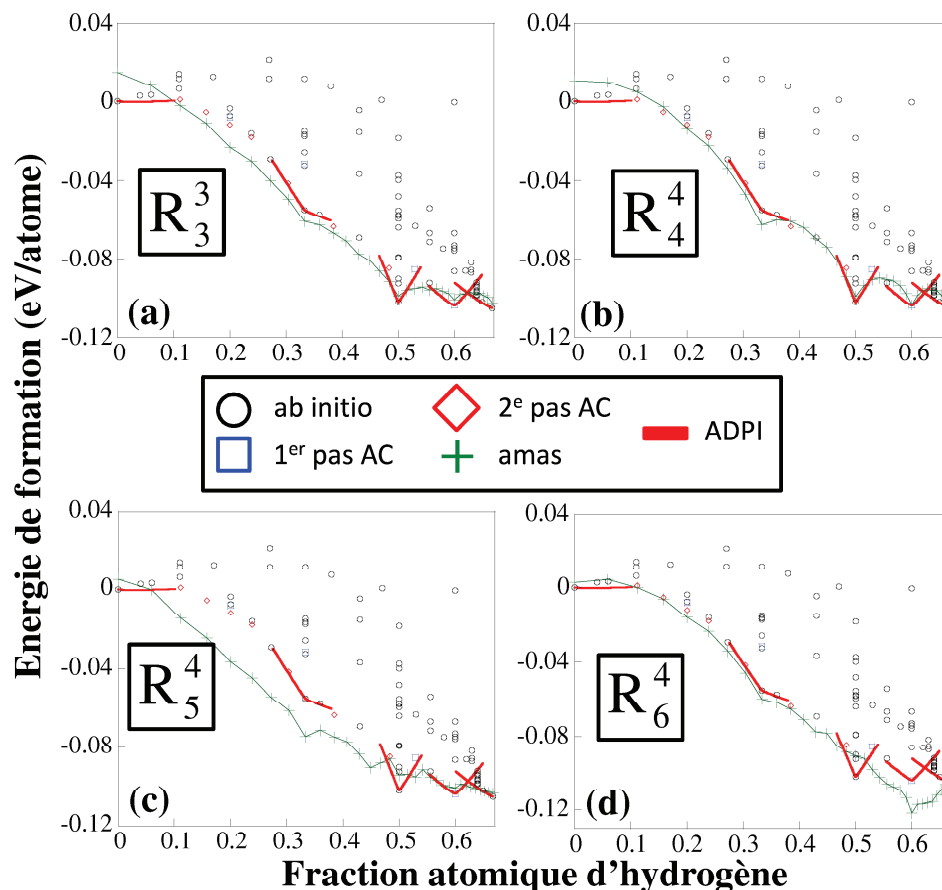 0.04
0
-0.04
-0.08
-0.12
0 0.1 0.2 0.3 0.4 0.5 0.6
R 3 3
(a)
0.04
0
-0.04
-0.08
-0.12
0 0.1 0.2 0.3 0.4 0.5 0.6
R 4 4
(b)
ab initio
2e pas AC
ADPI
1er pas AC
amas
0.04
0
-0.04
-0.08
-0.12
0 0.1 0.2 0.3 0.4 0.5 0.6
R 4 5
(c)
0.04
0
-0.04
-0.08
-0.12
0 0.1 0.2 0.3 0.4 0.5 0.6
R 4 6
(d)
Energie de formation (eV/atome)
Fraction atomique d'hydrogène